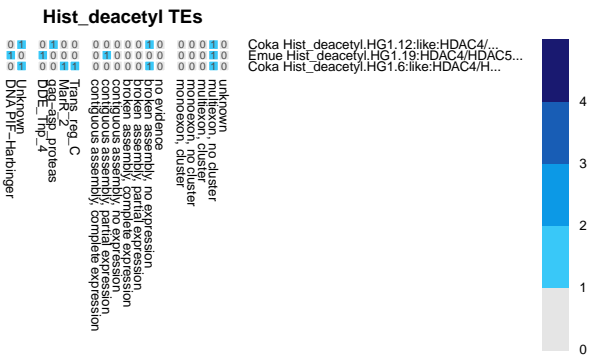 Hist_deacetyl TEs
0 1 0 1 0 0 0 0 0 0 0 1 0 0 0 0 1 0 Coka Hist_deacetyl.HG1.12:like:HDAC4/...
1 0 1 0 0 0 0 1 0 0 0 0 0 0 0 0 1 0 Emue Hist_deacetyl.HG1.19:HDAC4/HDAC5...
0 1 0 0 1 1 0 0 0 0 0 1 0 0 0 0 1 0 Coka Hist_deacetyl.HG1.6:like:HDAC4/H...
DNA PIF−Harbinger
Unknown
DDE_Tnp_4
gag−asp_proteas
MarR_2
Trans_reg_C
contiguous assembly, complete expression
contiguous assembly, partial expression
contiguous assembly, no expression
broken assembly, complete expression
broken assembly, partial expression
broken assembly, no expression
no evidence
monoexon, cluster
monoexon, no cluster
multiexon, cluster
multiexon, no cluster
unknown
4
3
2
1
0